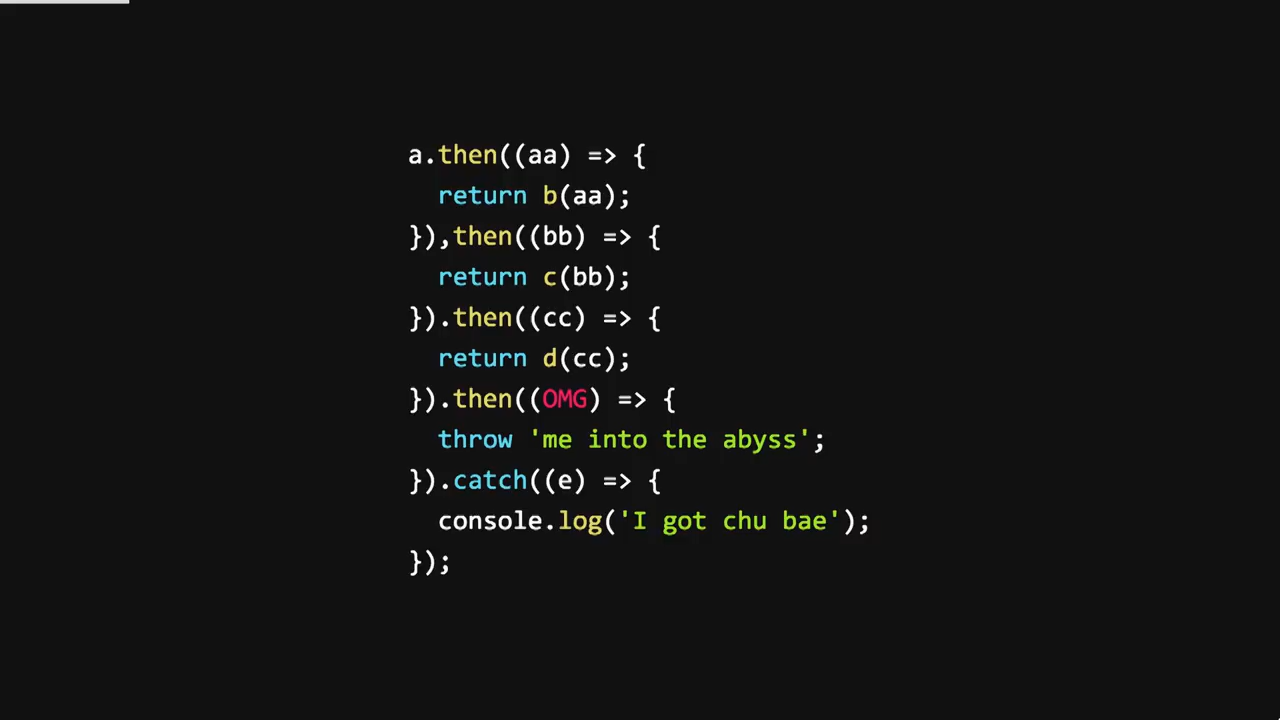 a.then((aa) => {
  return b(aa);
}),then((bb) => {
  return c(bb);
}).then((cc) => {
  return d(cc);
}).then((OMG) => {
  throw 'me into the abyss';
}).catch((e) => {
  console.log('I got chu bae');
});